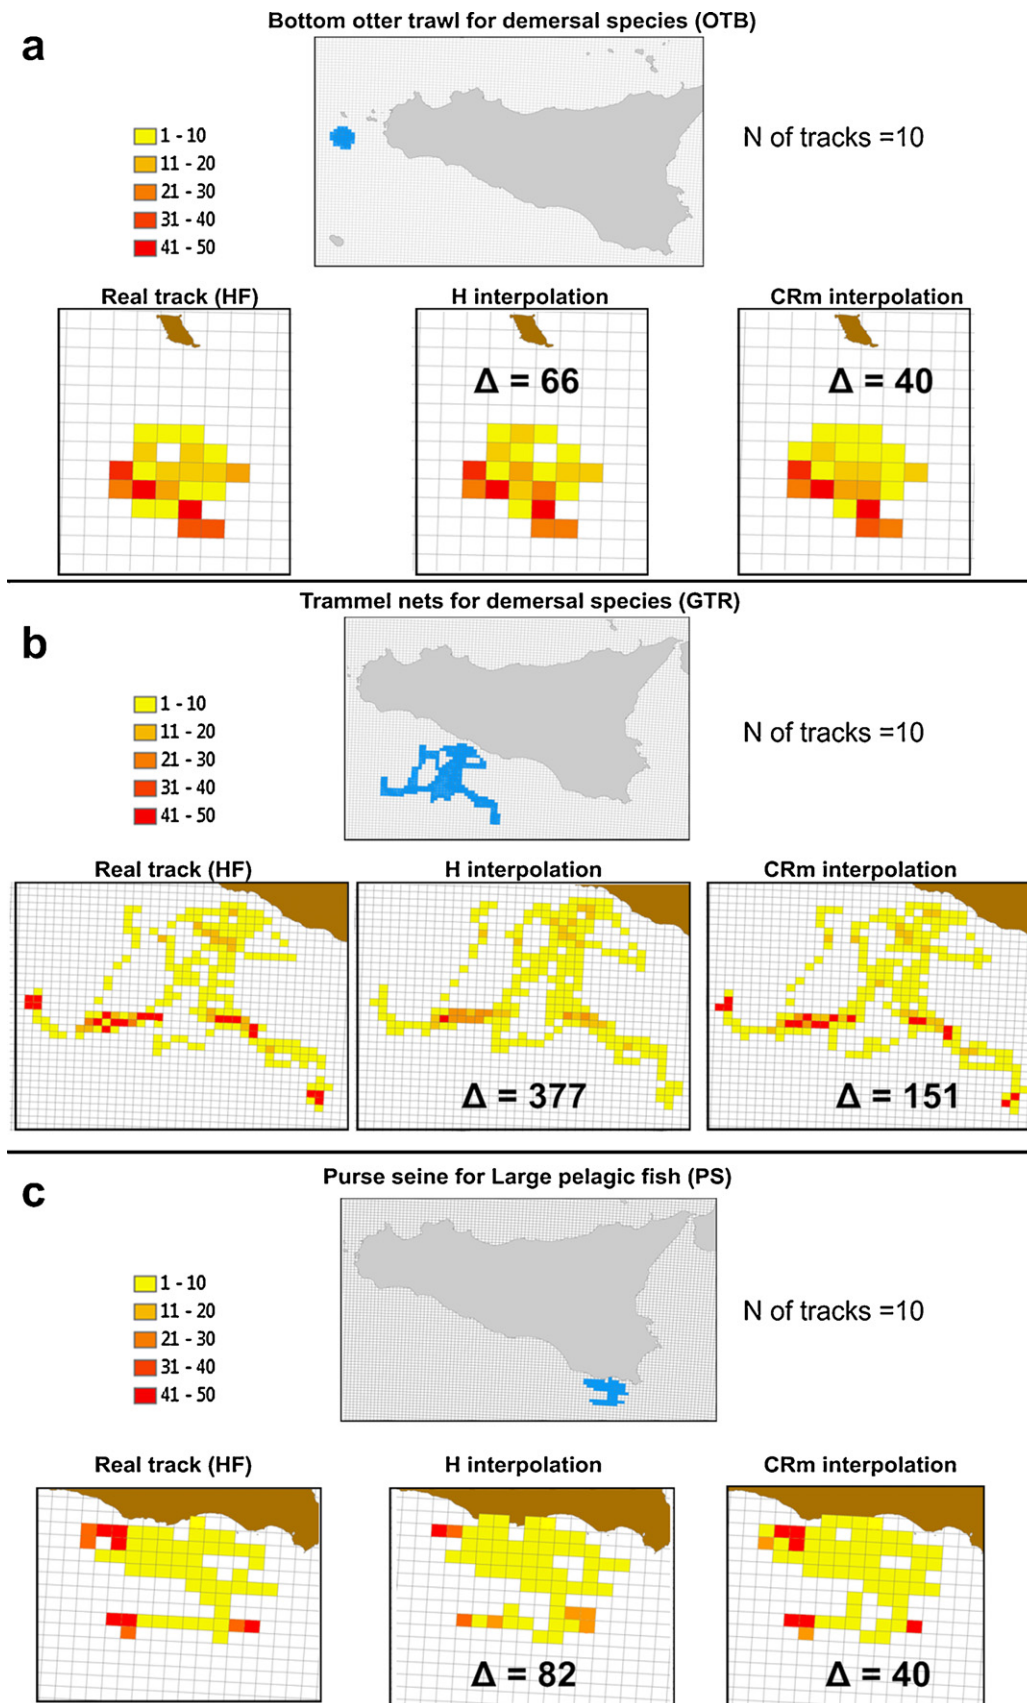 Bottom otter trawl for demersal species (OTB)
a
1 - 10
11 - 20
21 - 30
31 - 40
41 - 50
N of tracks =10
Real track (HF)
H interpolation
CRm interpolation
Δ = 66
Δ = 40
Trammel nets for demersal species (GTR)
b
1 - 10
11 - 20
21 - 30
31 - 40
41 - 50
N of tracks =10
Real track (HF)
H interpolation
CRm interpolation
Δ = 377
Δ = 151
Purse seine for Large pelagic fish (PS)
c
1 - 10
11 - 20
21 - 30
31 - 40
41 - 50
N of tracks =10
Real track (HF)
H interpolation
CRm interpolation
Δ = 82
Δ = 40